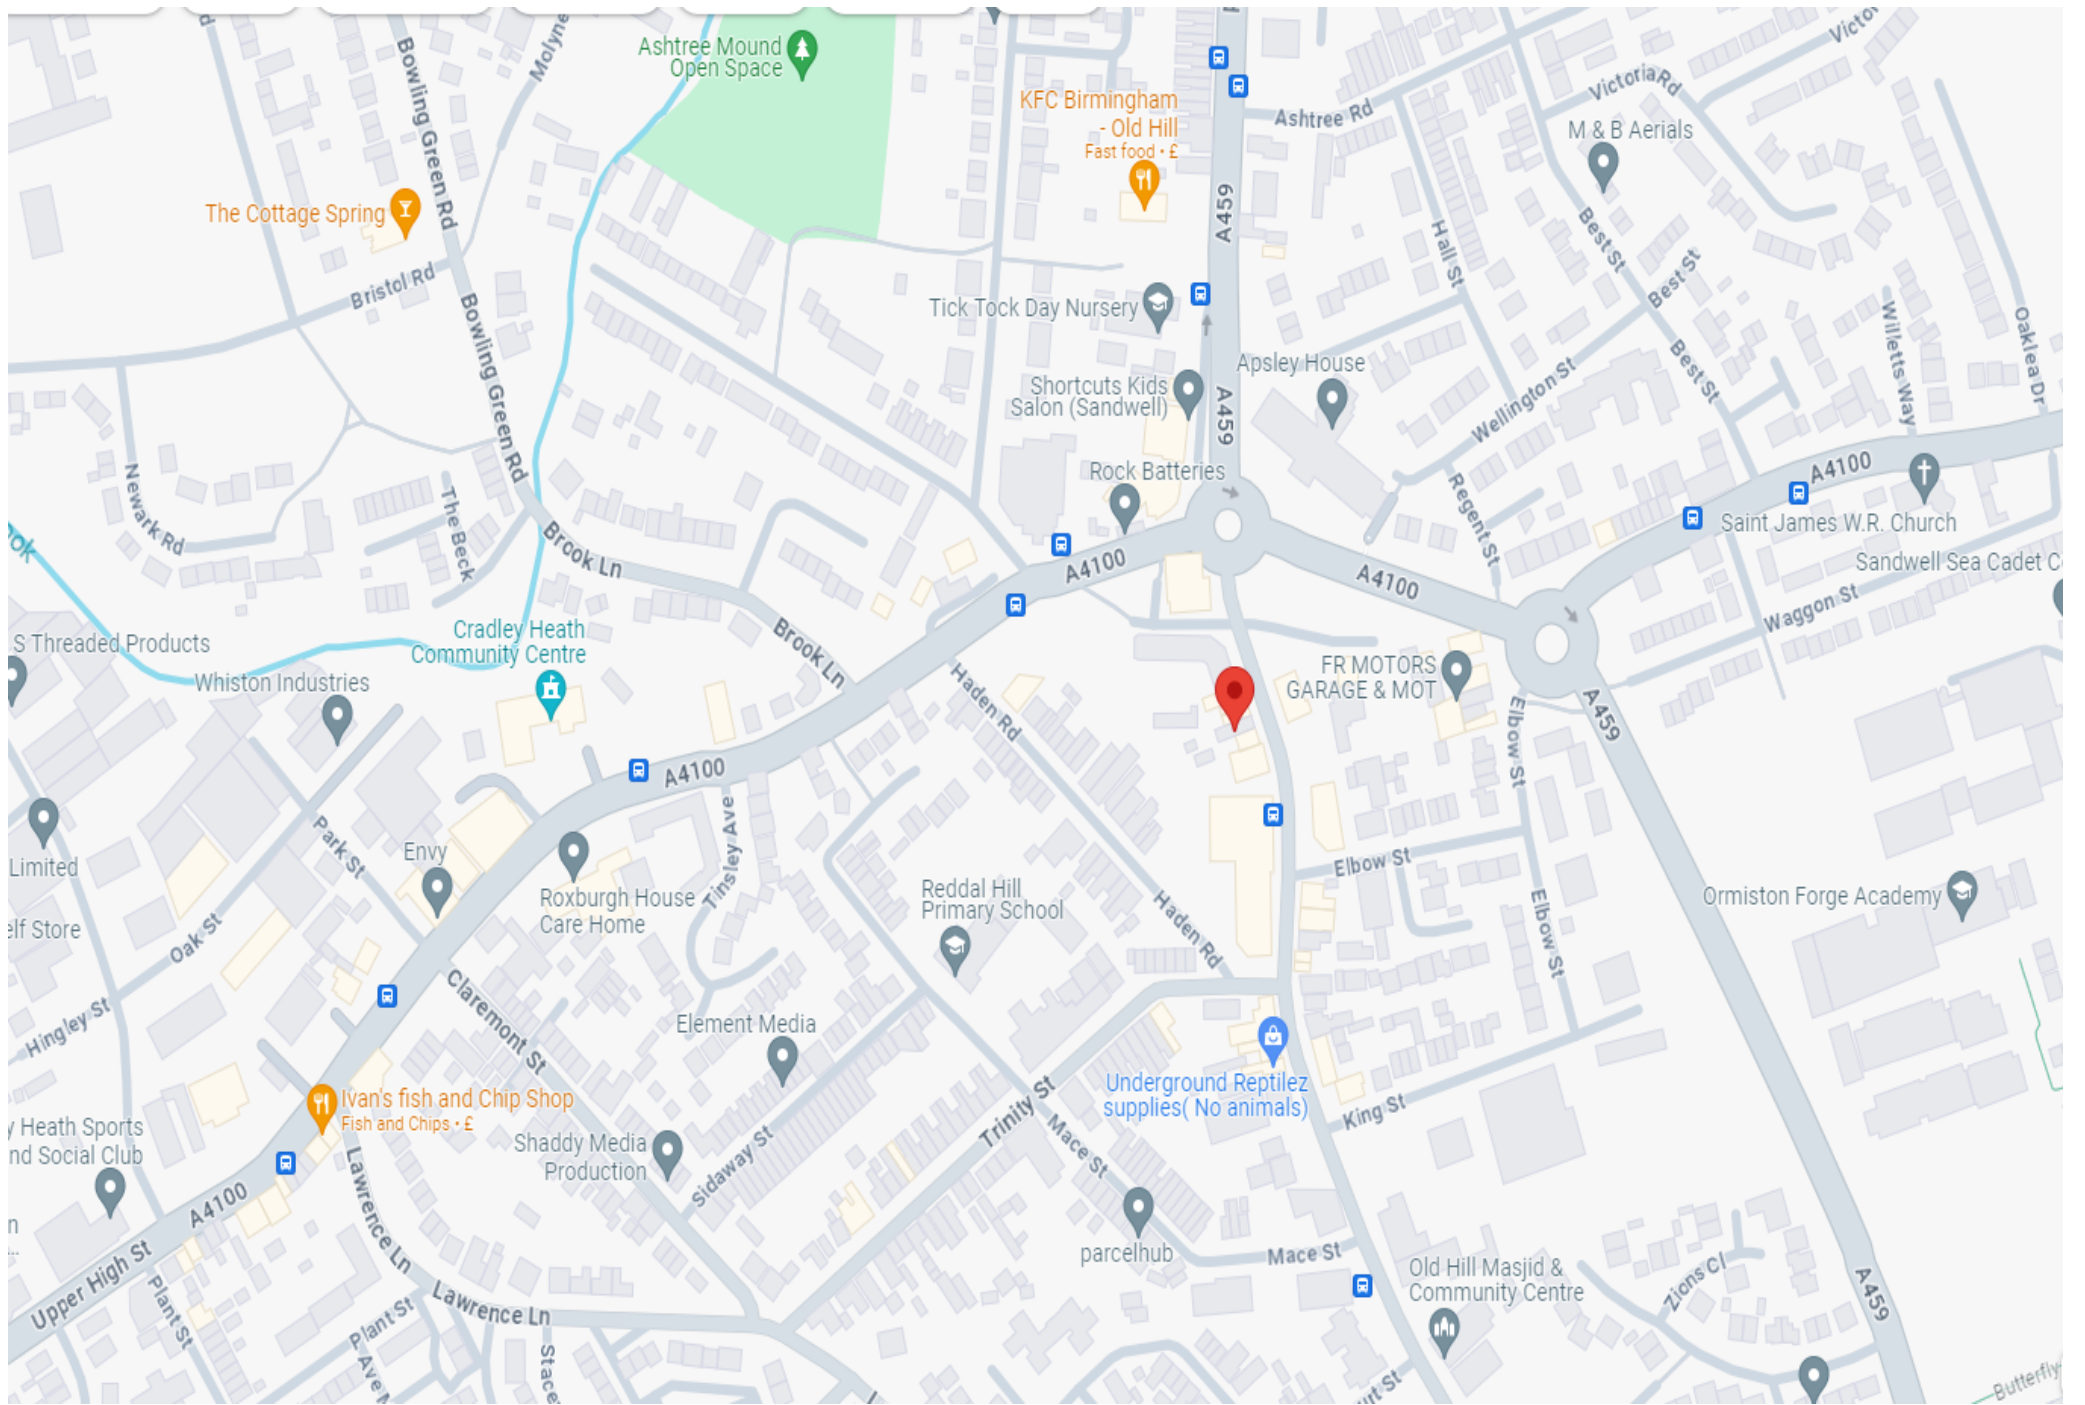 Bowling Green Rd
Molyne
Ashtree Mound
Open Space
KFC Birmingham
- Old Hill
Fast food • £
Ashtree Rd
Victoria Rd
Victo
M & B Aerials
The Cottage Spring
Bristol Rd
A459
Hall St
Best St
Best St
Tick Tock Day Nursery
Bowling Green Rd
Willetts Way
Oaklea Dr
Apsley House
Shortcuts Kids
Salon (Sandwell)
A459
Wellington St
Best St
Rock Batteries
A4100
Newark Rd
The Beck
Regent St
Saint James W.R. Church
Brook Ln
A4100
A4100
Sandwell Sea Cadet C
ook
Waggon St
Cradley Heath
Community Centre
S Threaded Products
Brook Ln
Whiston Industries
Haden Rd
FR MOTORS
GARAGE & MOT
Elbow St
A459
A4100
Tinsley Ave
Park St
Envy
Limited
Elbow St
Roxburgh House
Care Home
Reddal Hill
Primary School
Haden Rd
Ormiston Forge Academy
elf Store
Oak St
Elbow St
Claremont St
Hingley St
Element Media
Underground Reptilez
supplies( No animals)
King St
Ivan's fish and Chip Shop
Fish and Chips • £
Trinity St
y Heath Sports
nd Social Club
Shaddy Media
Production
Sidaway St
Mace St
Lawrence Ln
A4100
n
...
parcelhub
Mace St
Old Hill Masjid &
Community Centre
Zions Cl
A459
Upper High St
Plant St
Lawrence Ln
Plant St
Stace
urt St
Butterfly